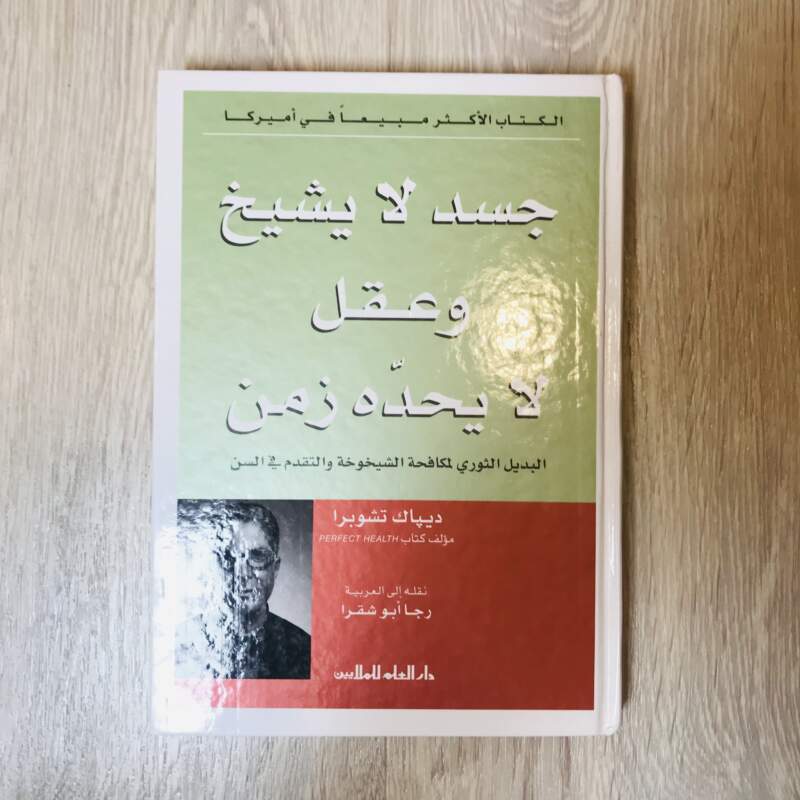 الكتاب الأكثر مبيعاً في أميركا
جسد لا يشيخ
وعقل
لا يحدّه زمن
البديل الثوري لمكافحة الشيخوخة والتقدم في السن
ديپاك تشوبرا
مؤلف كتاب PERFECT HEALTH
نقله إلى العربية
رجا أبو شقرا
دار العلم للملايين